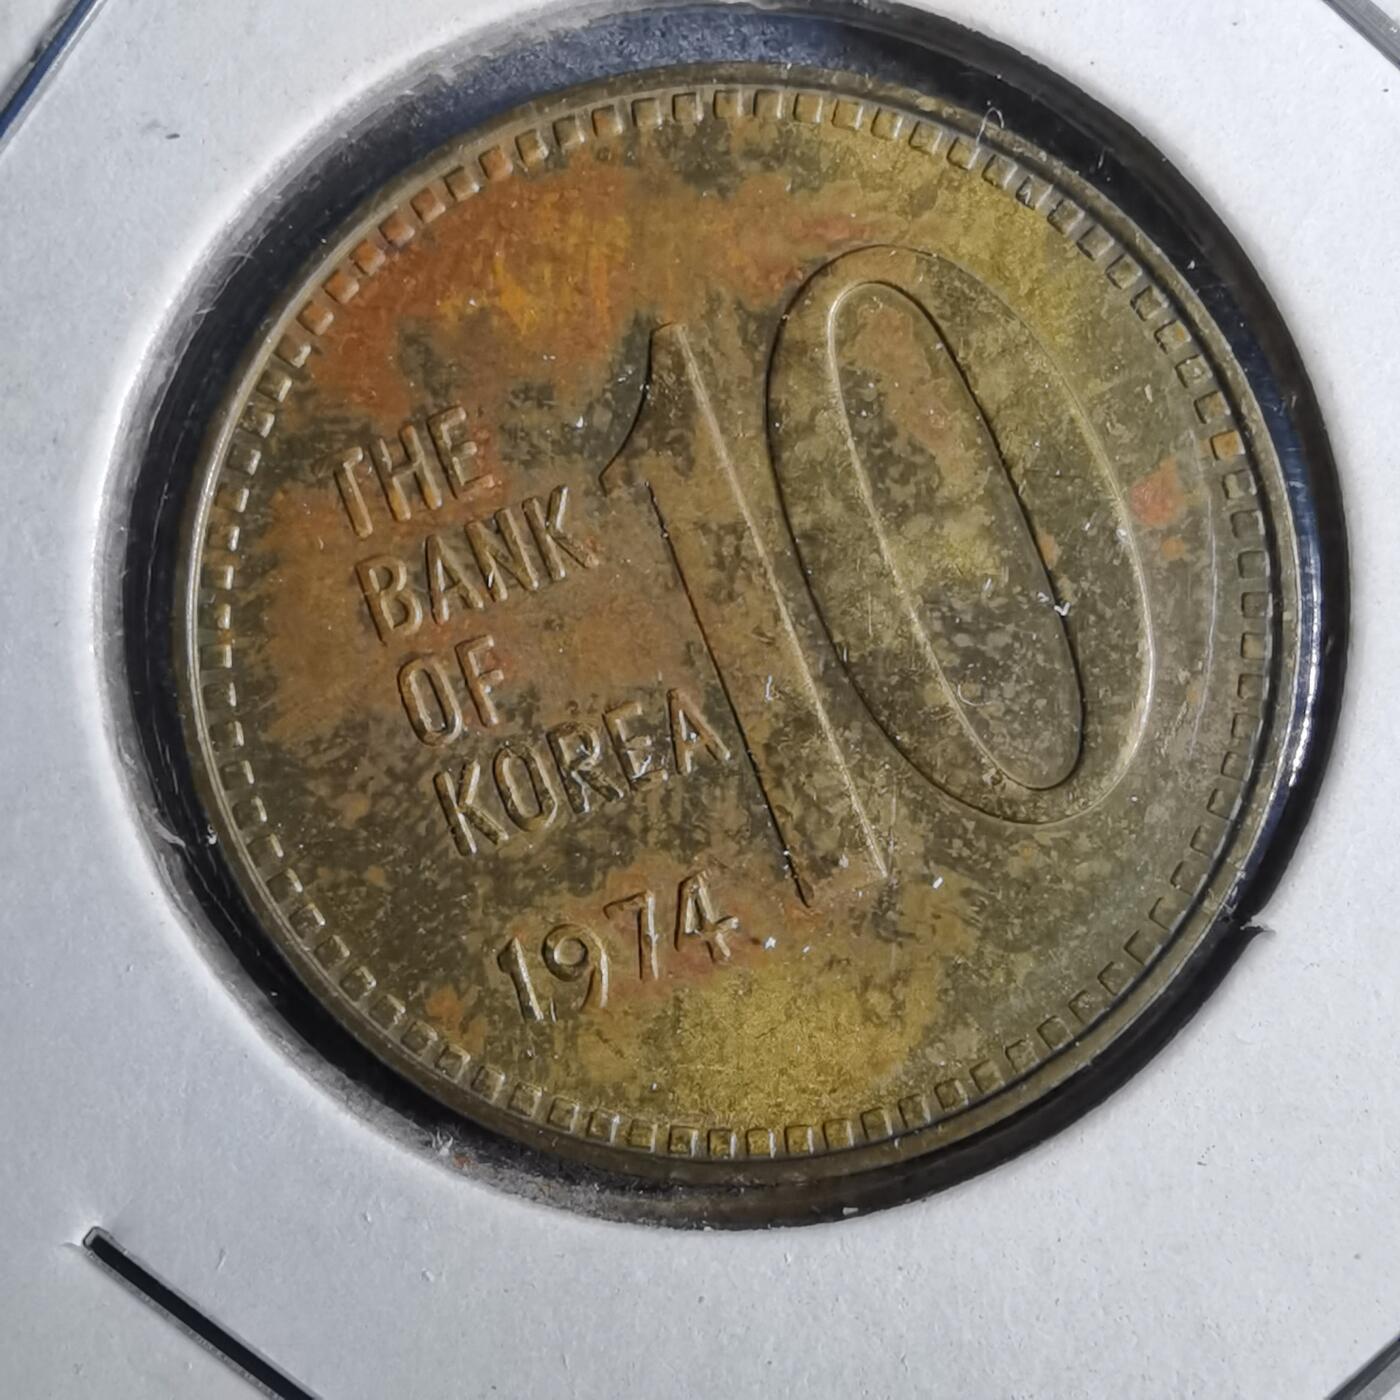 10
THE
BANK
OF
KOREA
1974